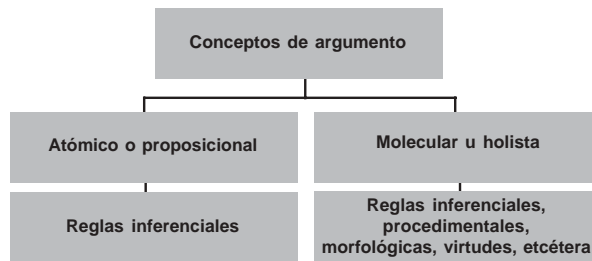 Conceptos de argumento
Atómico o proposicional
Molecular u holista
Reglas inferenciales
Reglas inferenciales,
procedimentales,
morfológicas, virtudes, etcétera